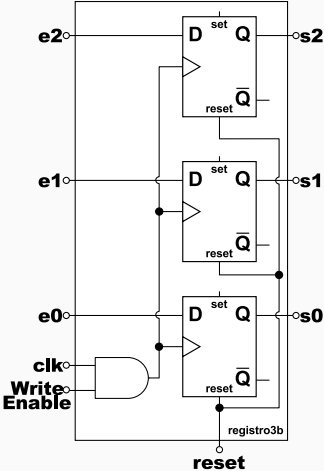 set
e2 D Q s2
Q
reset
set
e1 D Q s1
Q
reset
set
e0 D Q s0
Q
clk
Write
Enable
reset
registro3b
reset